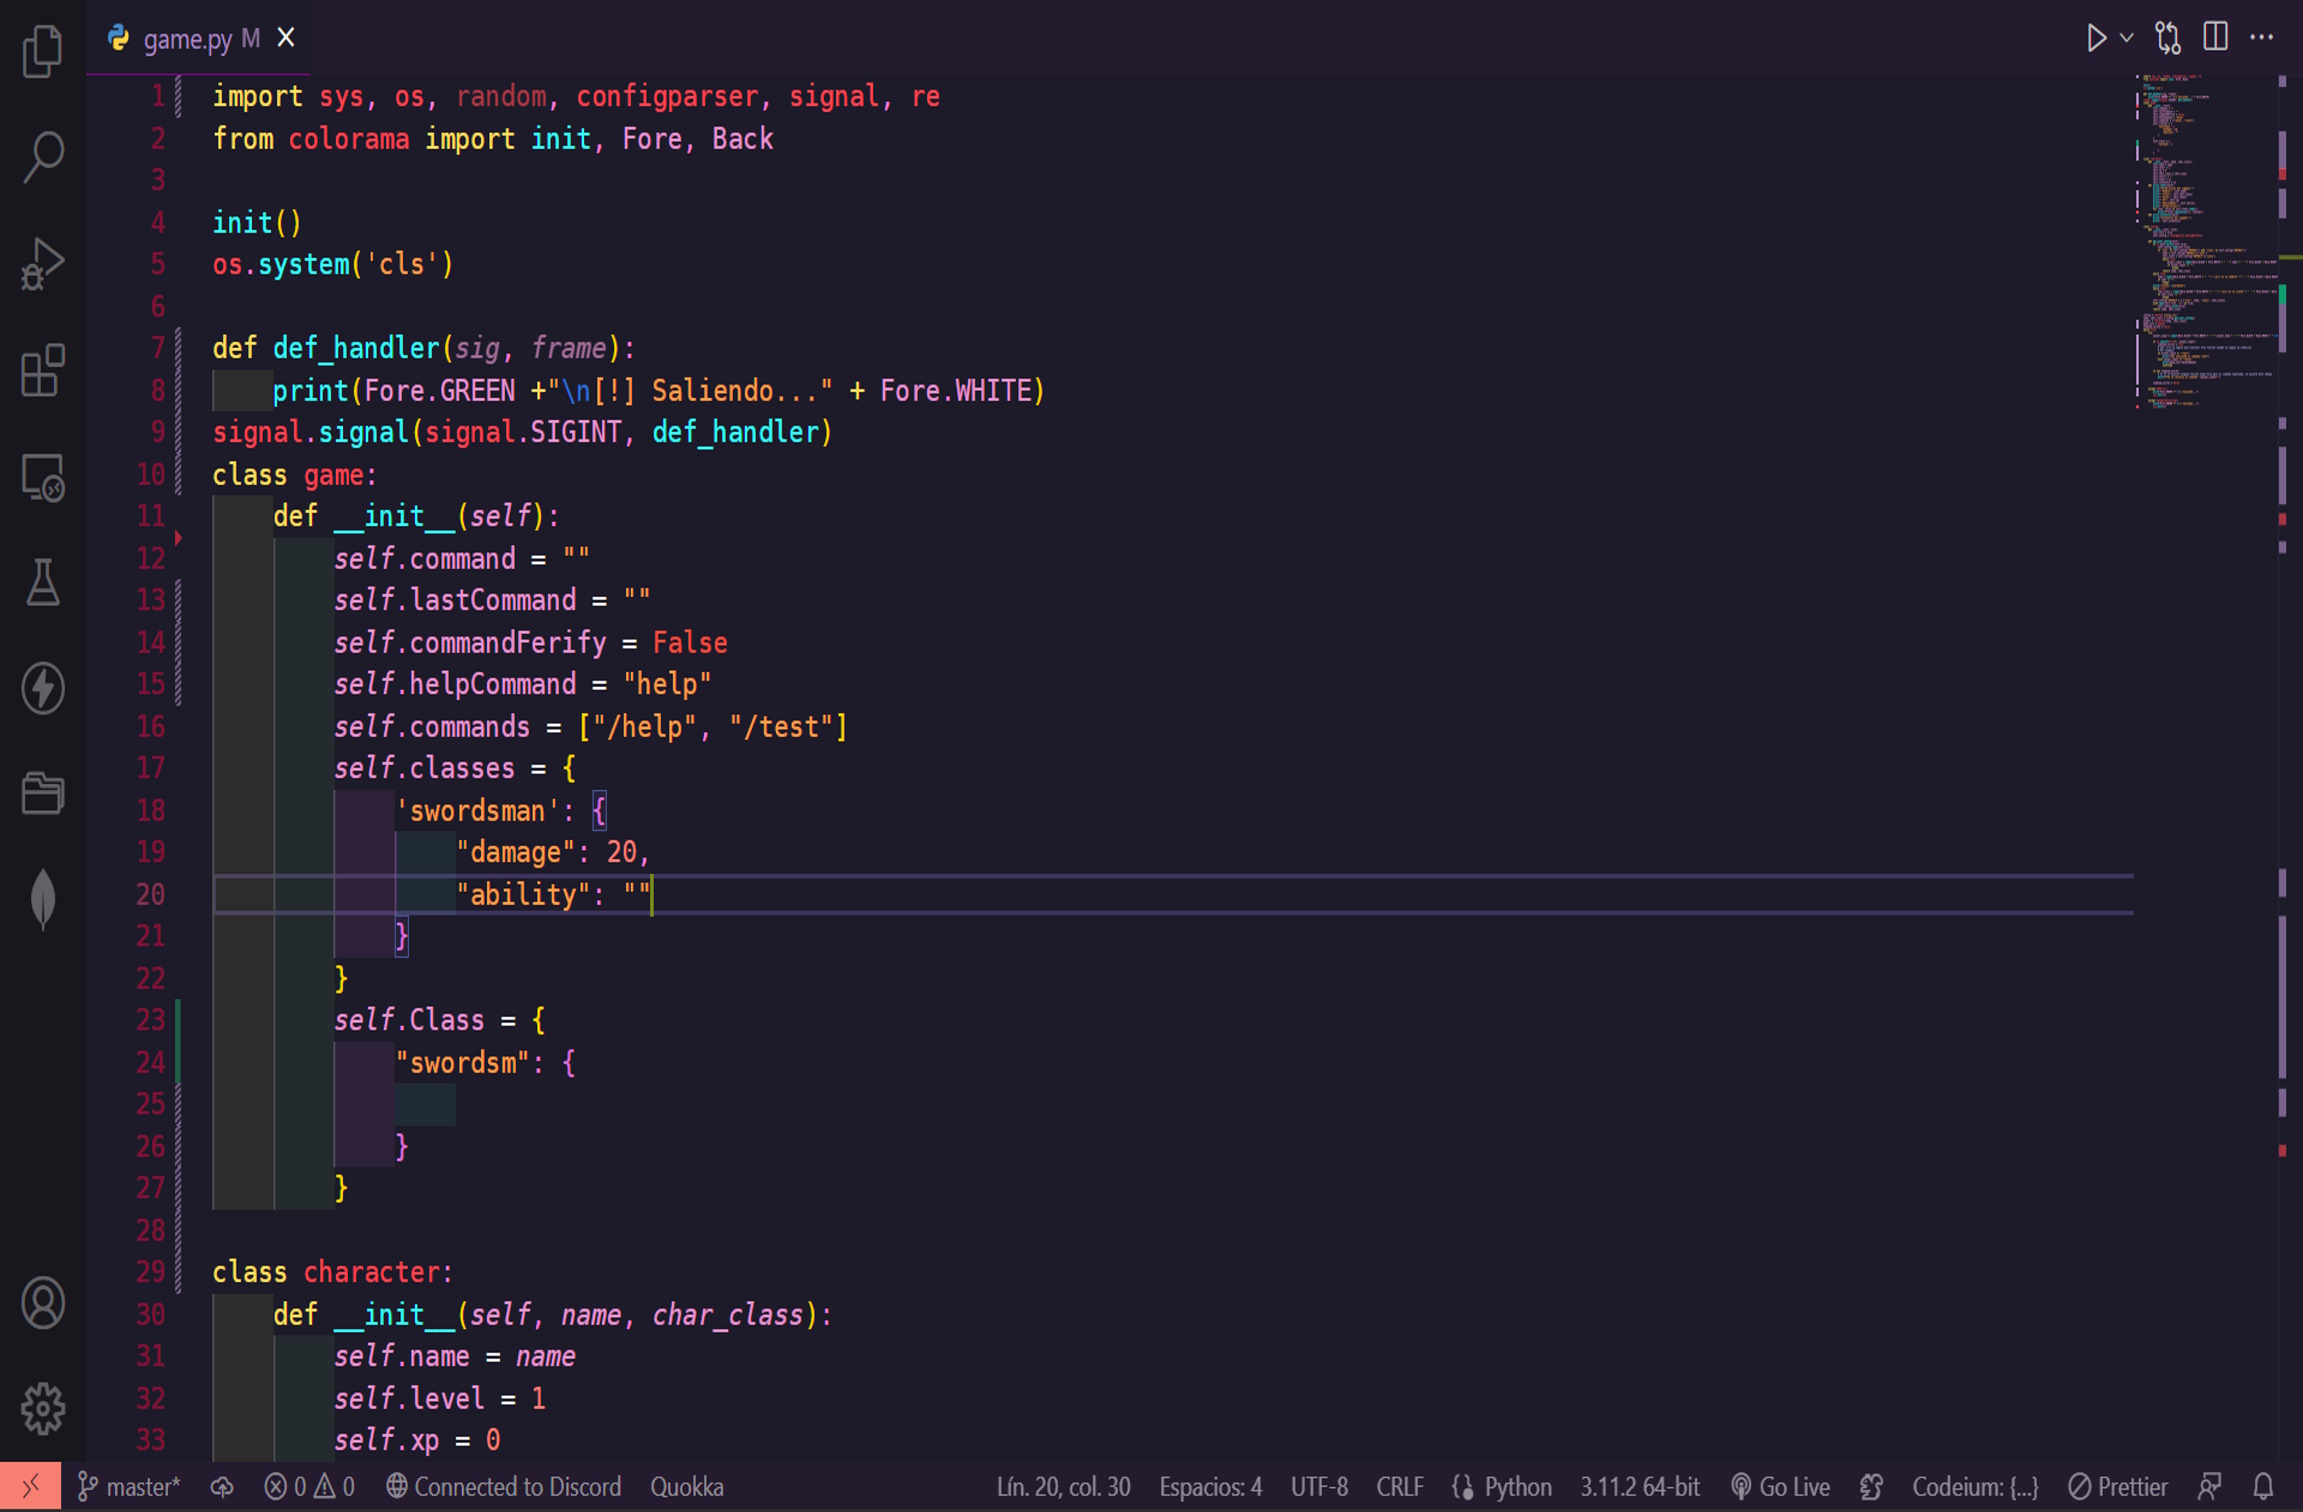 game.py M
1 import sys, os, random, configparser, signal, re
2 from colorama import init, Fore, Back
3
4 init()
5 os.system('cls')
6
7 def def_handler(sig, frame):
8 print(Fore.GREEN +"\n[!] Saliendo..." + Fore.WHITE)
9 signal.signal(signal.SIGINT, def_handler)
10 class game:
11 def __init__(self):
12 self.command = ""
13 self.lastCommand = ""
14 self.commandFerify = False
15 self.helpCommand = "help"
16 self.commands = ["/help", "/test"]
17 self.classes = {
18 'swordsman': {
19 "damage": 20,
20 "ability": ""
21 }
22 }
23 self.Class = {
24 "swordsm": {
25
26 }
27 }
28
29 class character:
30 def __init__(self, name, char_class):
31 self.name = name
32 self.level = 1
33 self.xp = 0
master* 0 0 Connected to Discord Quokka Lín. 20, col. 30 Espacios: 4 UTF-8 CRLF Python 3.11.2 64-bit Go Live Codeium: {...} Prettier